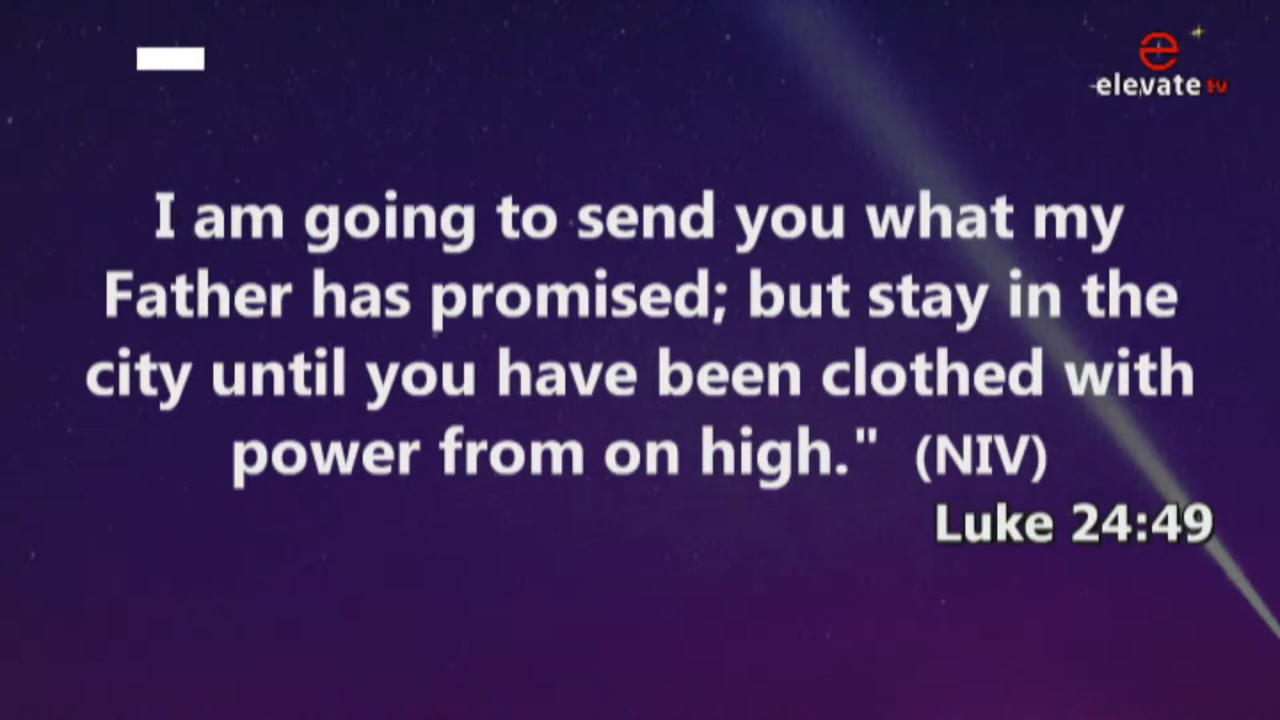 elevate tv
I am going to send you what my
Father has promised; but stay in the
city until you have been clothed with
power from on high."  (NIV)
Luke 24:49